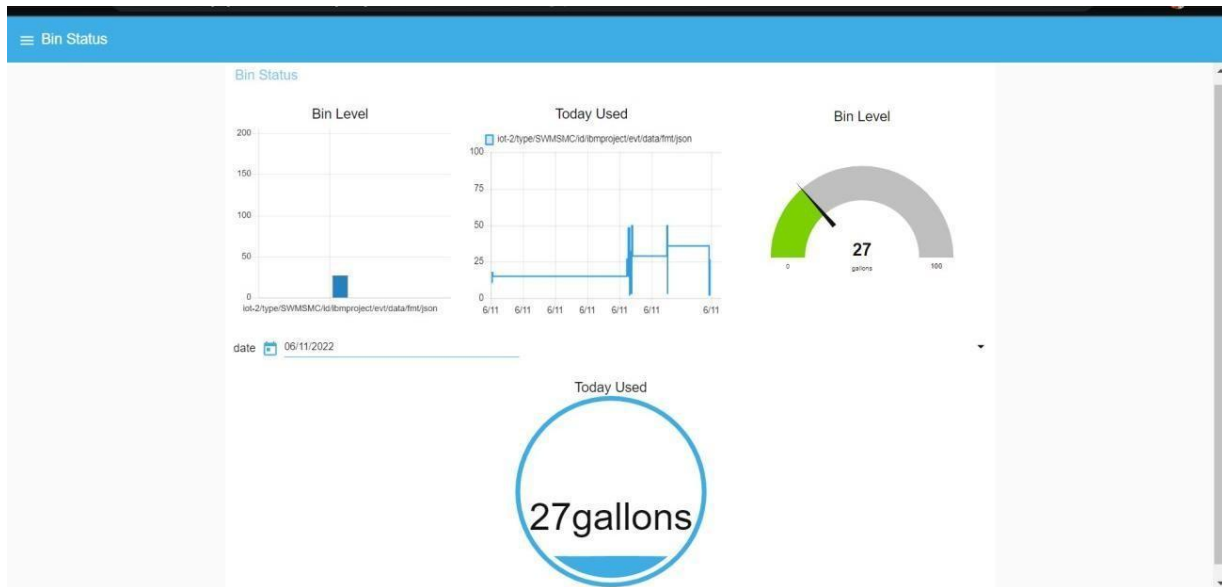 Bin Status
Bin Status
Bin Level
200
150
100
50
0
iot-2/type/SWMSMC/id/ibmproject/evt/data/fmt/json
Today Used
iot-2/type/SWMSMC/id/ibmproject/evt/data/fmt/json
100
75
50
25
0
6/11 6/11 6/11 6/11 6/11 6/11 6/11
Bin Level
27
gallons
0 100
date 06/11/2022
Today Used
27gallons